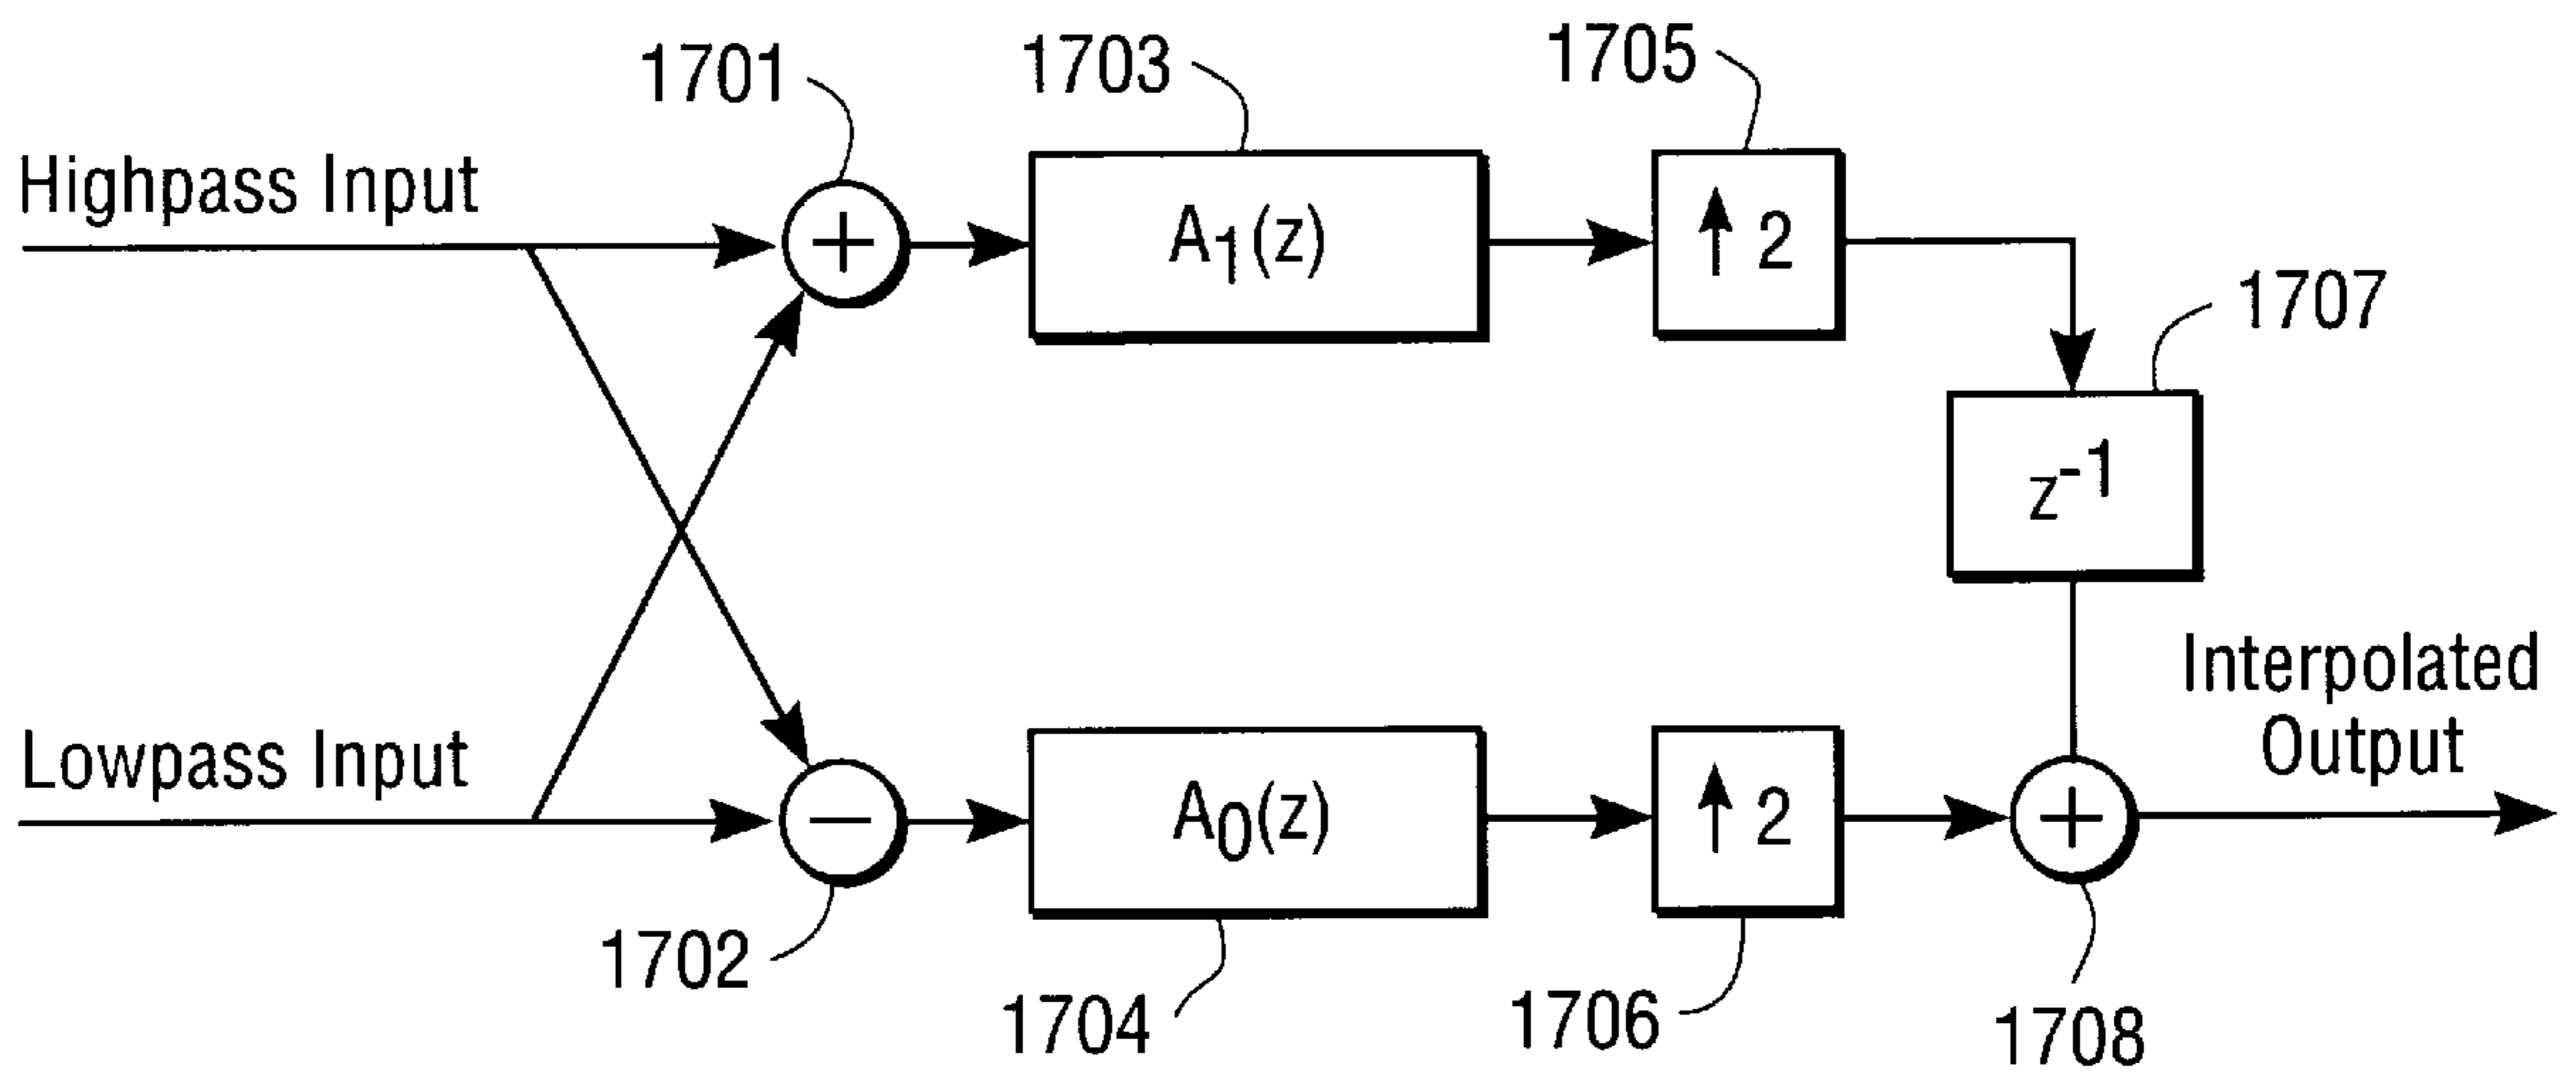 1701
1703
1705
Highpass Input
+
A1(z)
↑ 2
1707
z-1
Lowpass Input
−
A0(z)
↑ 2
+
Interpolated
Output
1702
1704
1706
1708